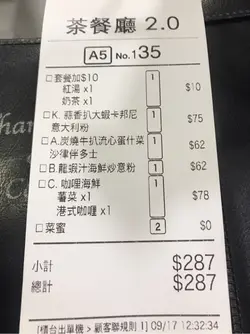 茶餐廳 2.0
A5 No.135
□套餐加$10 1 $10
紅湯 x1
奶茶 x1
□K. 蒜香扒大蝦卡邦尼 1 $75
意大利粉
□A.炭燒牛扒流心蛋什菜 1 $62
沙律伴多士
□B.龍蝦汁海鮮炒意粉 1 $62
□C. 咖哩海鮮 1 $78
薯菜 x1
港式咖喱 x1
□菜蜜 2 $0
小計 $287
總計 $287
[櫃台出單機 > 顧客聯規則 1] 09/17 12:32:34